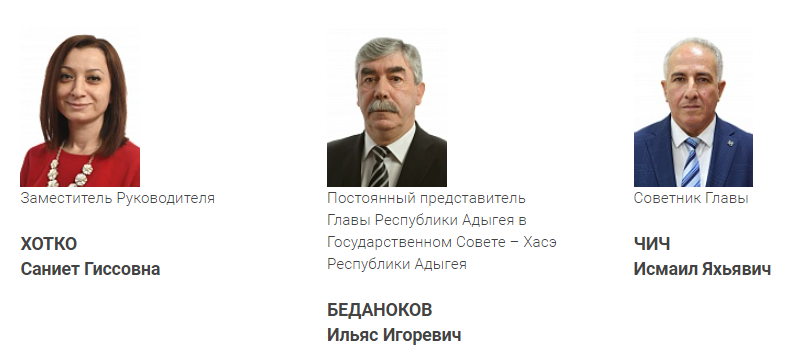 Заместитель Руководителя
ХОТКО
Саниет Гиссовна
Постоянный представитель
Главы Республики Адыгея в
Государственном Совете – Хасэ
Республики Адыгея
БЕДАНОКОВ
Ильяс Игоревич
Советник Главы
ЧИЧ
Исмаил Яхьявич